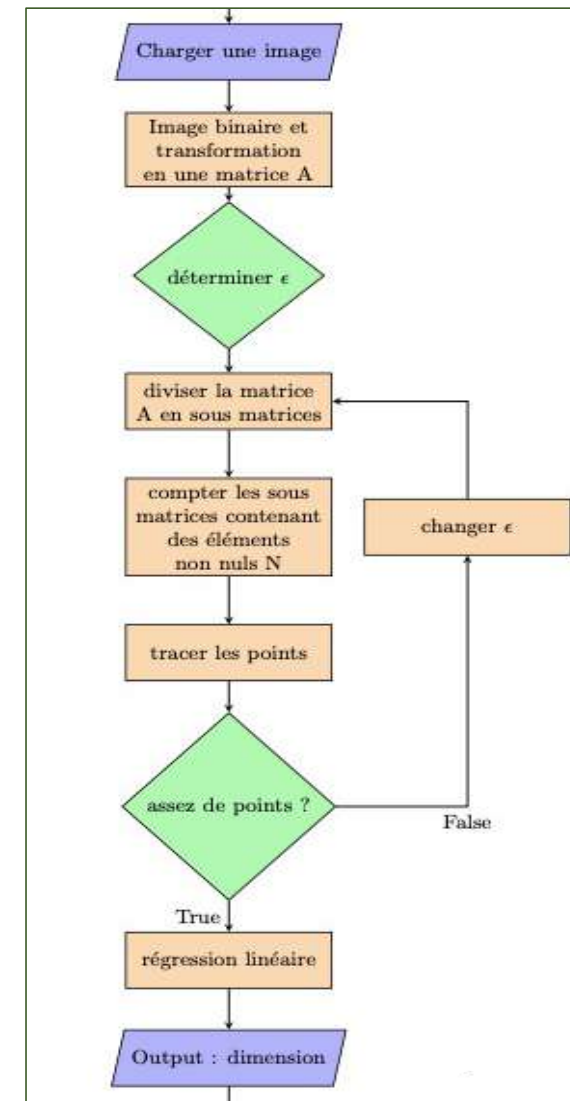 Charger une image
Image binaire et
transformation
en une matrice A
déterminer ϵ
diviser la matrice
A en sous matrices
compter les sous
matrices contenant
des éléments
non nuls N
changer ϵ
tracer les points
assez de points ?
False
True
régression linéaire
Output : dimension